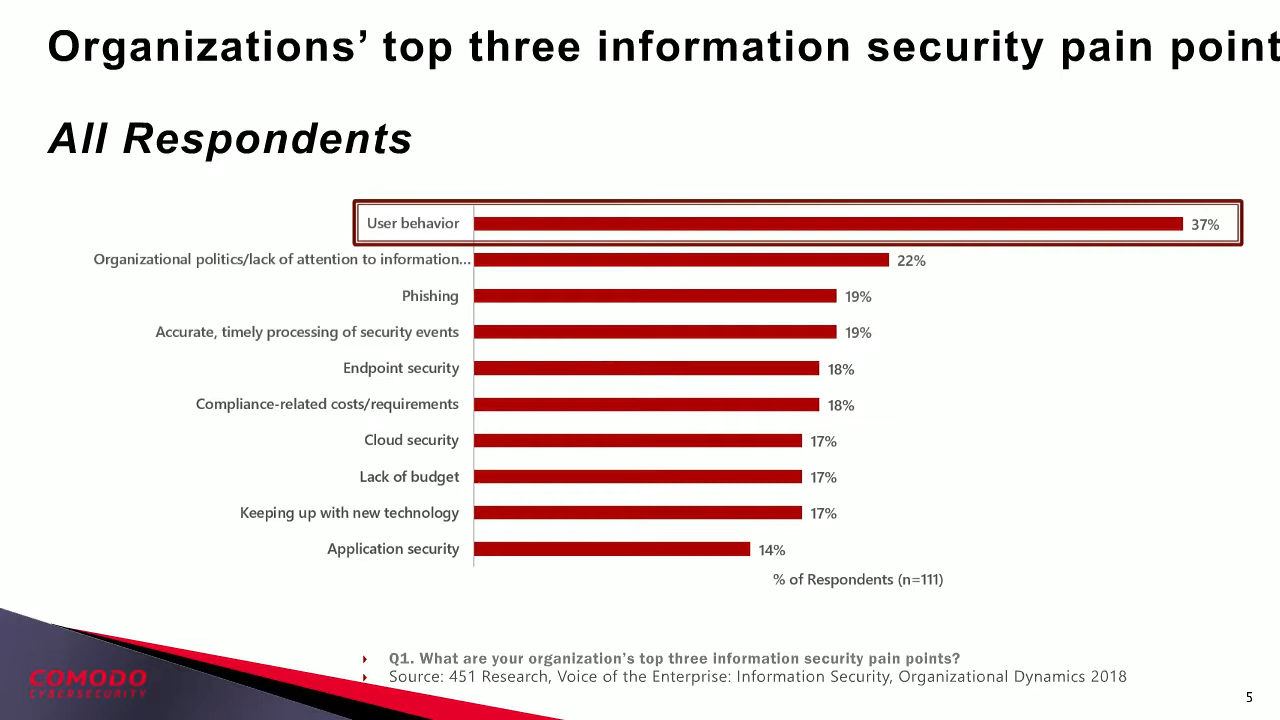 Organizations’ top three information security pain point
All Respondents
User behavior 37%
Organizational politics/lack of attention to information... 22%
Phishing 19%
Accurate, timely processing of security events 19%
Endpoint security 18%
Compliance-related costs/requirements 18%
Cloud security 17%
Lack of budget 17%
Keeping up with new technology 17%
Application security 14%
% of Respondents (n=111)
Q1. What are your organization’s top three information security pain points?
Source: 451 Research, Voice of the Enterprise: Information Security, Organizational Dynamics 2018
COMODO
CYBERSECURITY
5